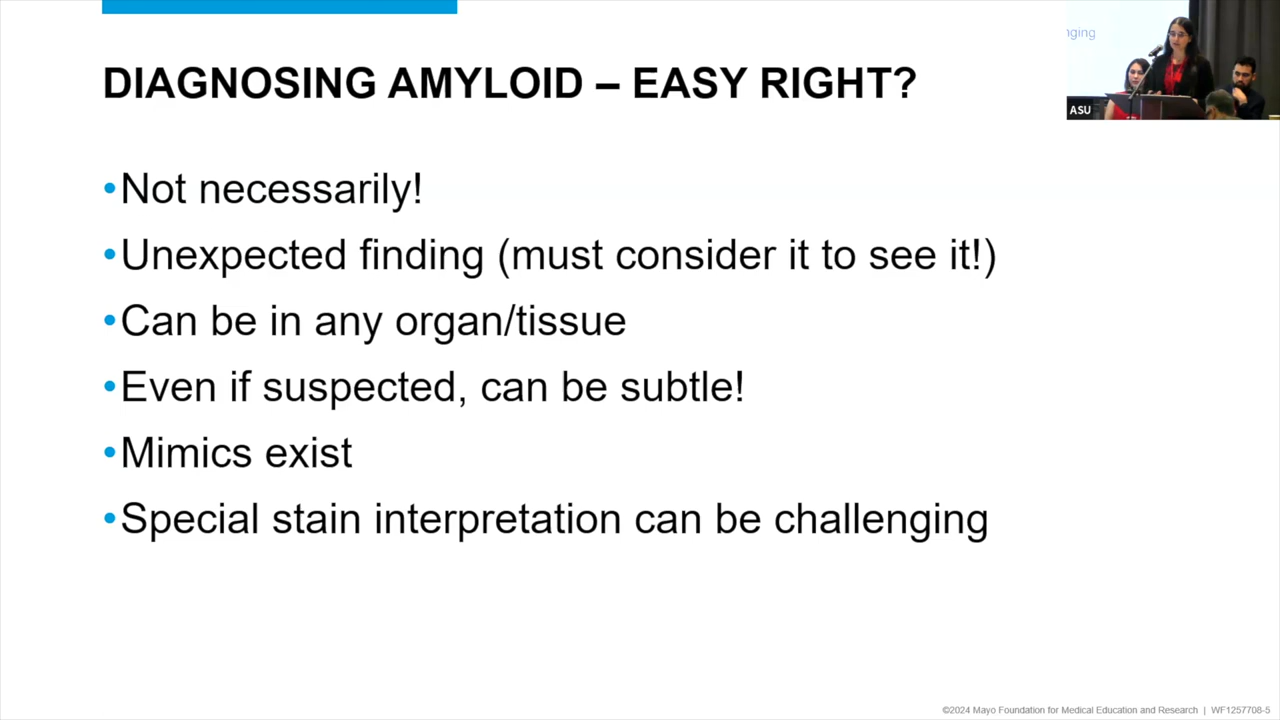 nging
ASU
DIAGNOSING AMYLOID – EASY RIGHT?
•Not necessarily!
•Unexpected finding (must consider it to see it!)
•Can be in any organ/tissue
•Even if suspected, can be subtle!
•Mimics exist
•Special stain interpretation can be challenging
©2024 Mayo Foundation for Medical Education and Research | WF1257708-5